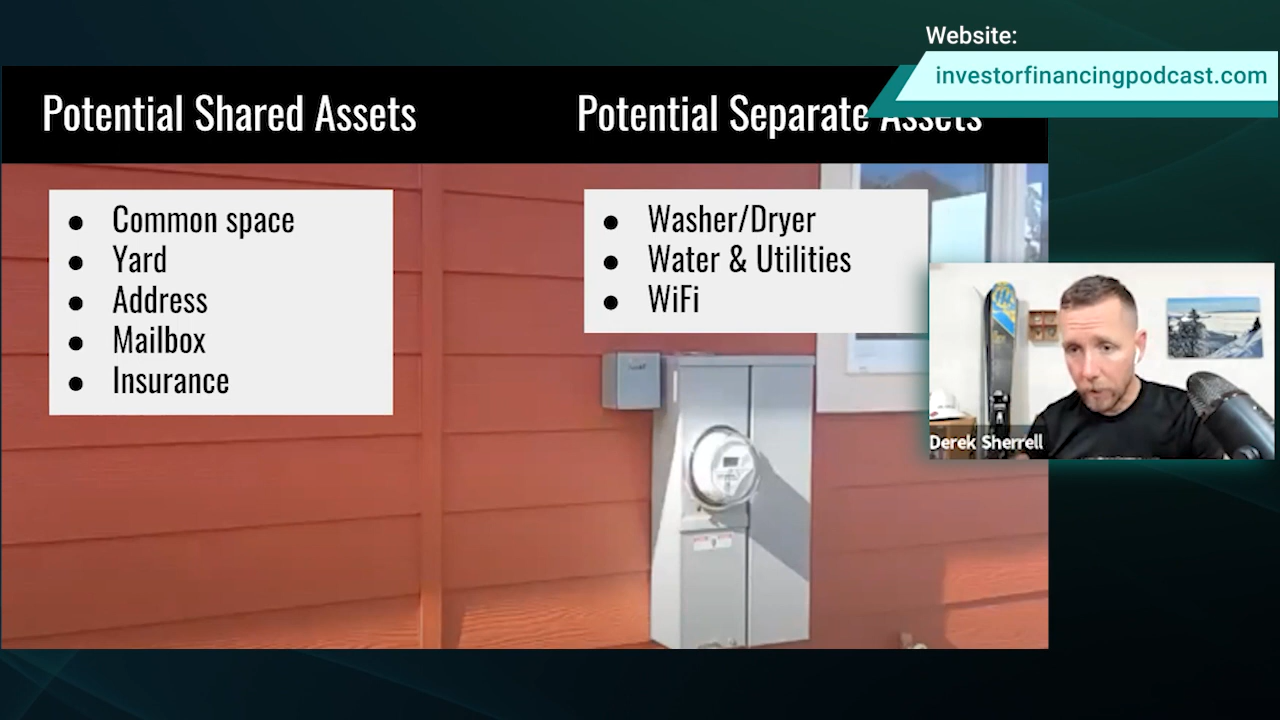 Website:
investorfinancingpodcast.com
Potential Shared Assets
Potential Separate Assets
● Common space
● Yard
● Address
● Mailbox
● Insurance
● Washer/Dryer
● Water & Utilities
● WiFi
Derek Sherrell